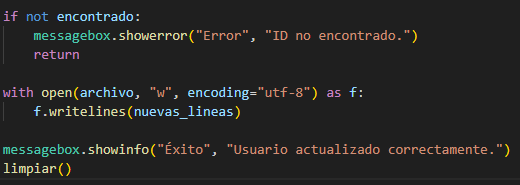 if not encontrado:
    messagebox.showerror("Error", "ID no encontrado.")
    return
with open(archivo, "w", encoding="utf-8") as f:
    f.writelines(nuevas_lineas)
messagebox.showinfo("Éxito", "Usuario actualizado correctamente.")
limpiar()